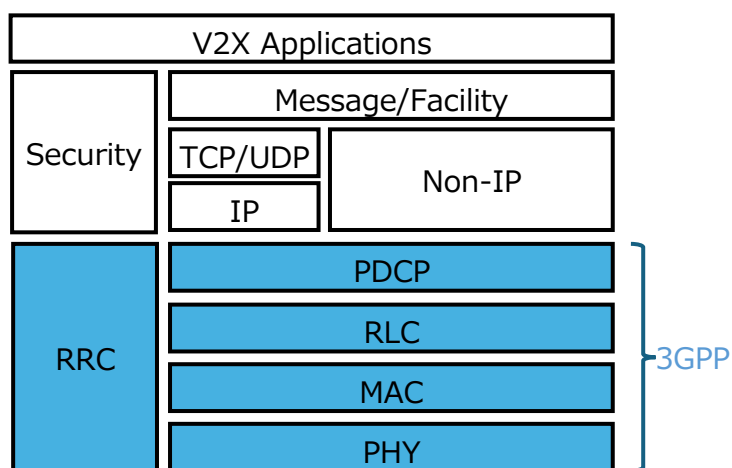 V2X Applications
Message/Facility
Security
TCP/UDP
Non-IP
IP
PDCP
RLC
RRC
3GPP
MAC
PHY